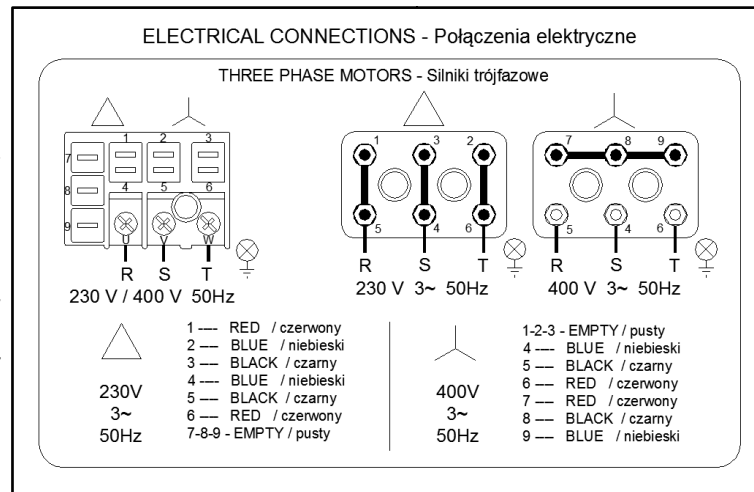 ELECTRICAL CONNECTIONS - Połączenia elektryczne
THREE PHASE MOTORS - Silniki trójfazowe
1 2 3
7
8
9
4 5 6
U V W
R S T
230 V / 400 V 50Hz
1 3 2
5 4 6
R S T
230 V 3~ 50Hz
7 8 9
5 4 6
R S T
400 V 3~ 50Hz
230V
3~
50Hz
1 ---- RED / czerwony
2 ---- BLUE / niebieski
3 ---- BLACK / czarny
4 ---- BLUE / niebieski
5 ---- BLACK / czarny
6 ---- RED / czerwony
7-8-9 - EMPTY / pusty
400V
3~
50Hz
1-2-3 - EMPTY / pusty
4 ---- BLUE / niebieski
5 ---- BLACK / czarny
6 ---- RED / czerwony
7 ---- RED / czerwony
8 ---- BLACK / czarny
9 ---- BLUE / niebieski